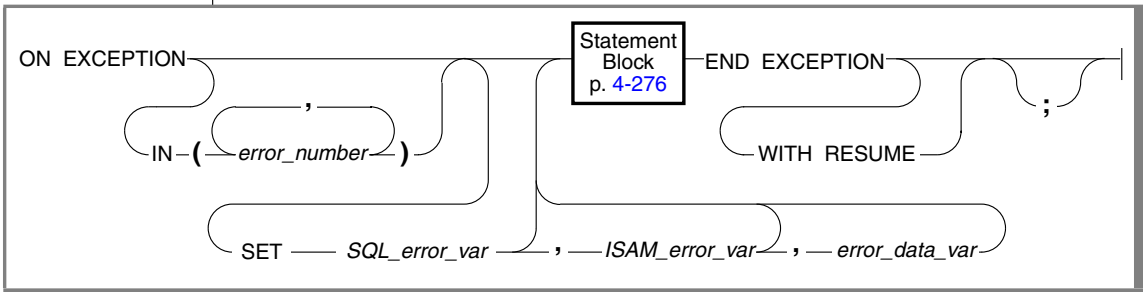 Statement
ON EXCEPTION Block END EXCEPTION
p. 4-276
, ;
IN ( error_number ) WITH RESUME
SET SQL_error_var , ISAM_error_var , error_data_var